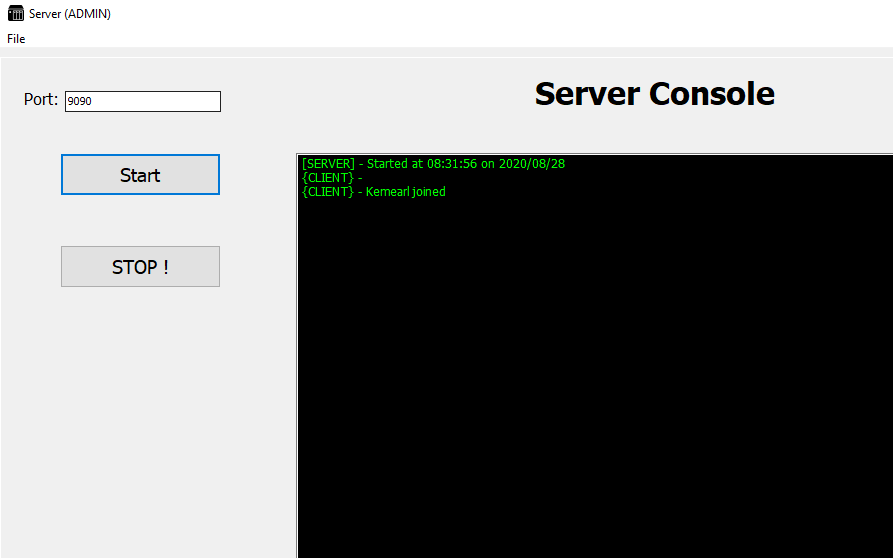 Server (ADMIN)
File
Port: 9090
Server Console
Start
STOP !
[SERVER] - Started at 08:31:56 on 2020/08/28
{CLIENT} -
{CLIENT} - Kemearl joined